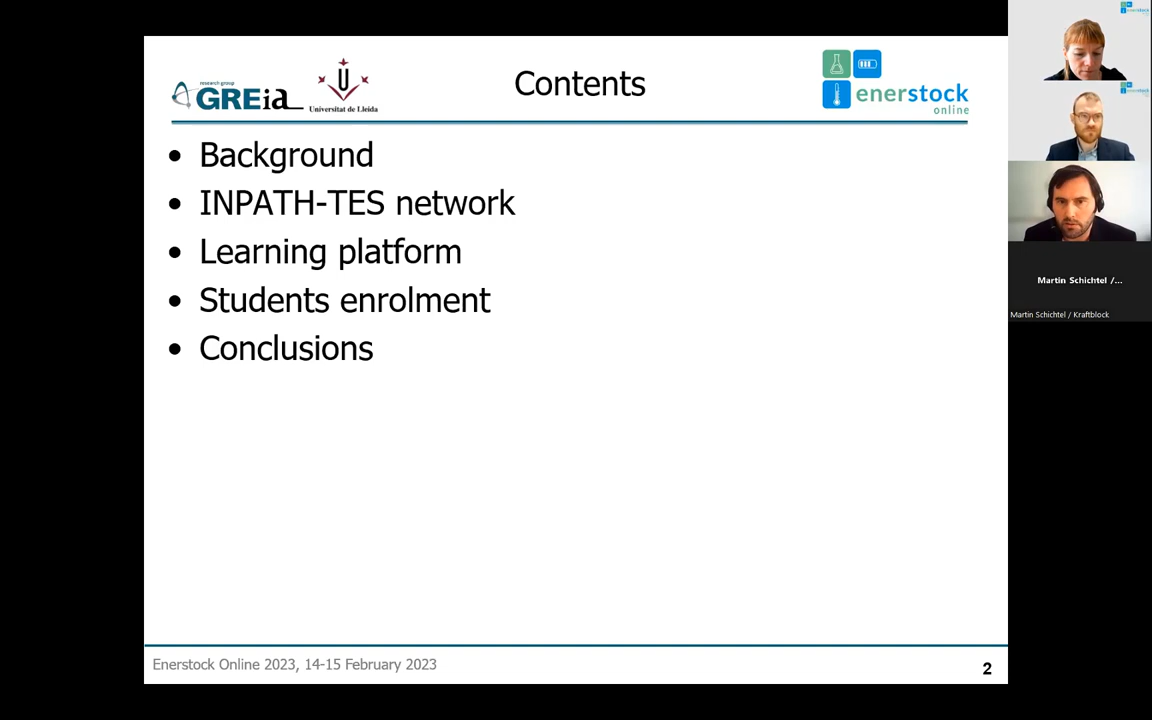 research group
GREiA
Universitat de Lleida
Contents
enerstock
online
• Background
• INPATH-TES network
• Learning platform
• Students enrolment
• Conclusions
Enerstock Online 2023, 14-15 February 2023
2
Martin Schichtel /...
Martin Schichtel / Kraftblock